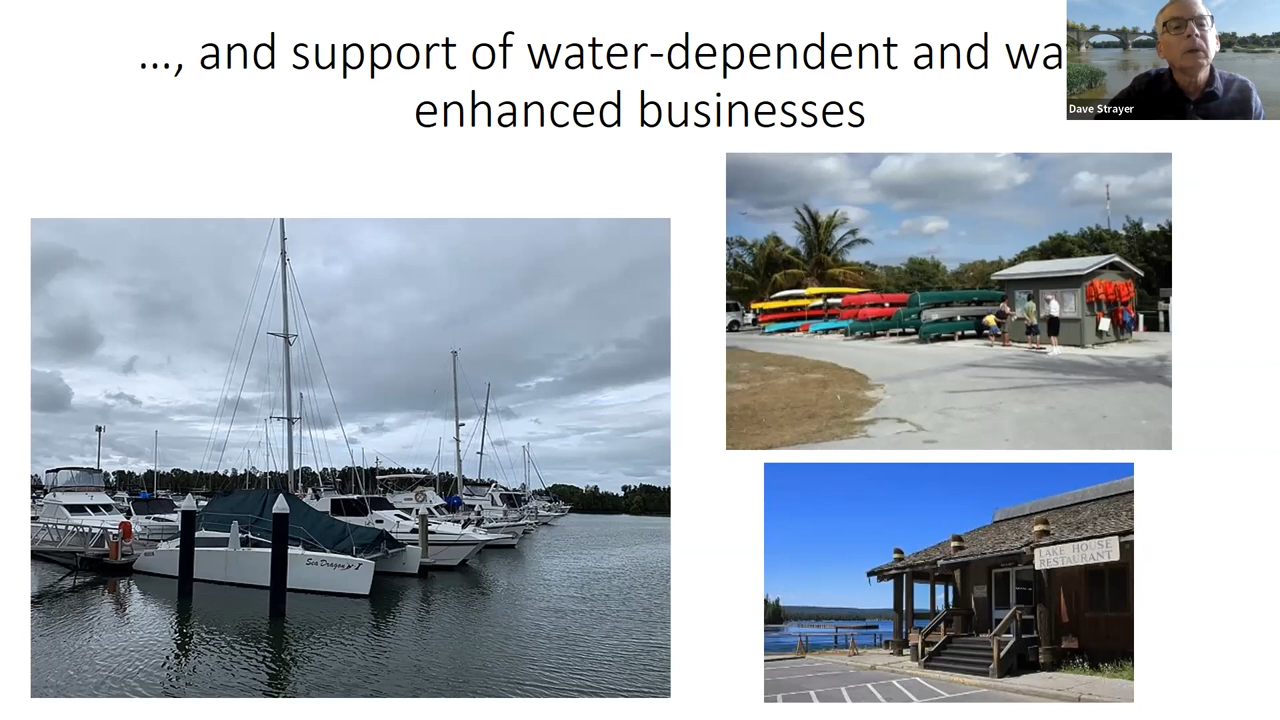 ..., and support of water-dependent and wa
enhanced businesses
Dave Strayer
Sea Dragon I
LAKE HOUSE
RESTAURANT